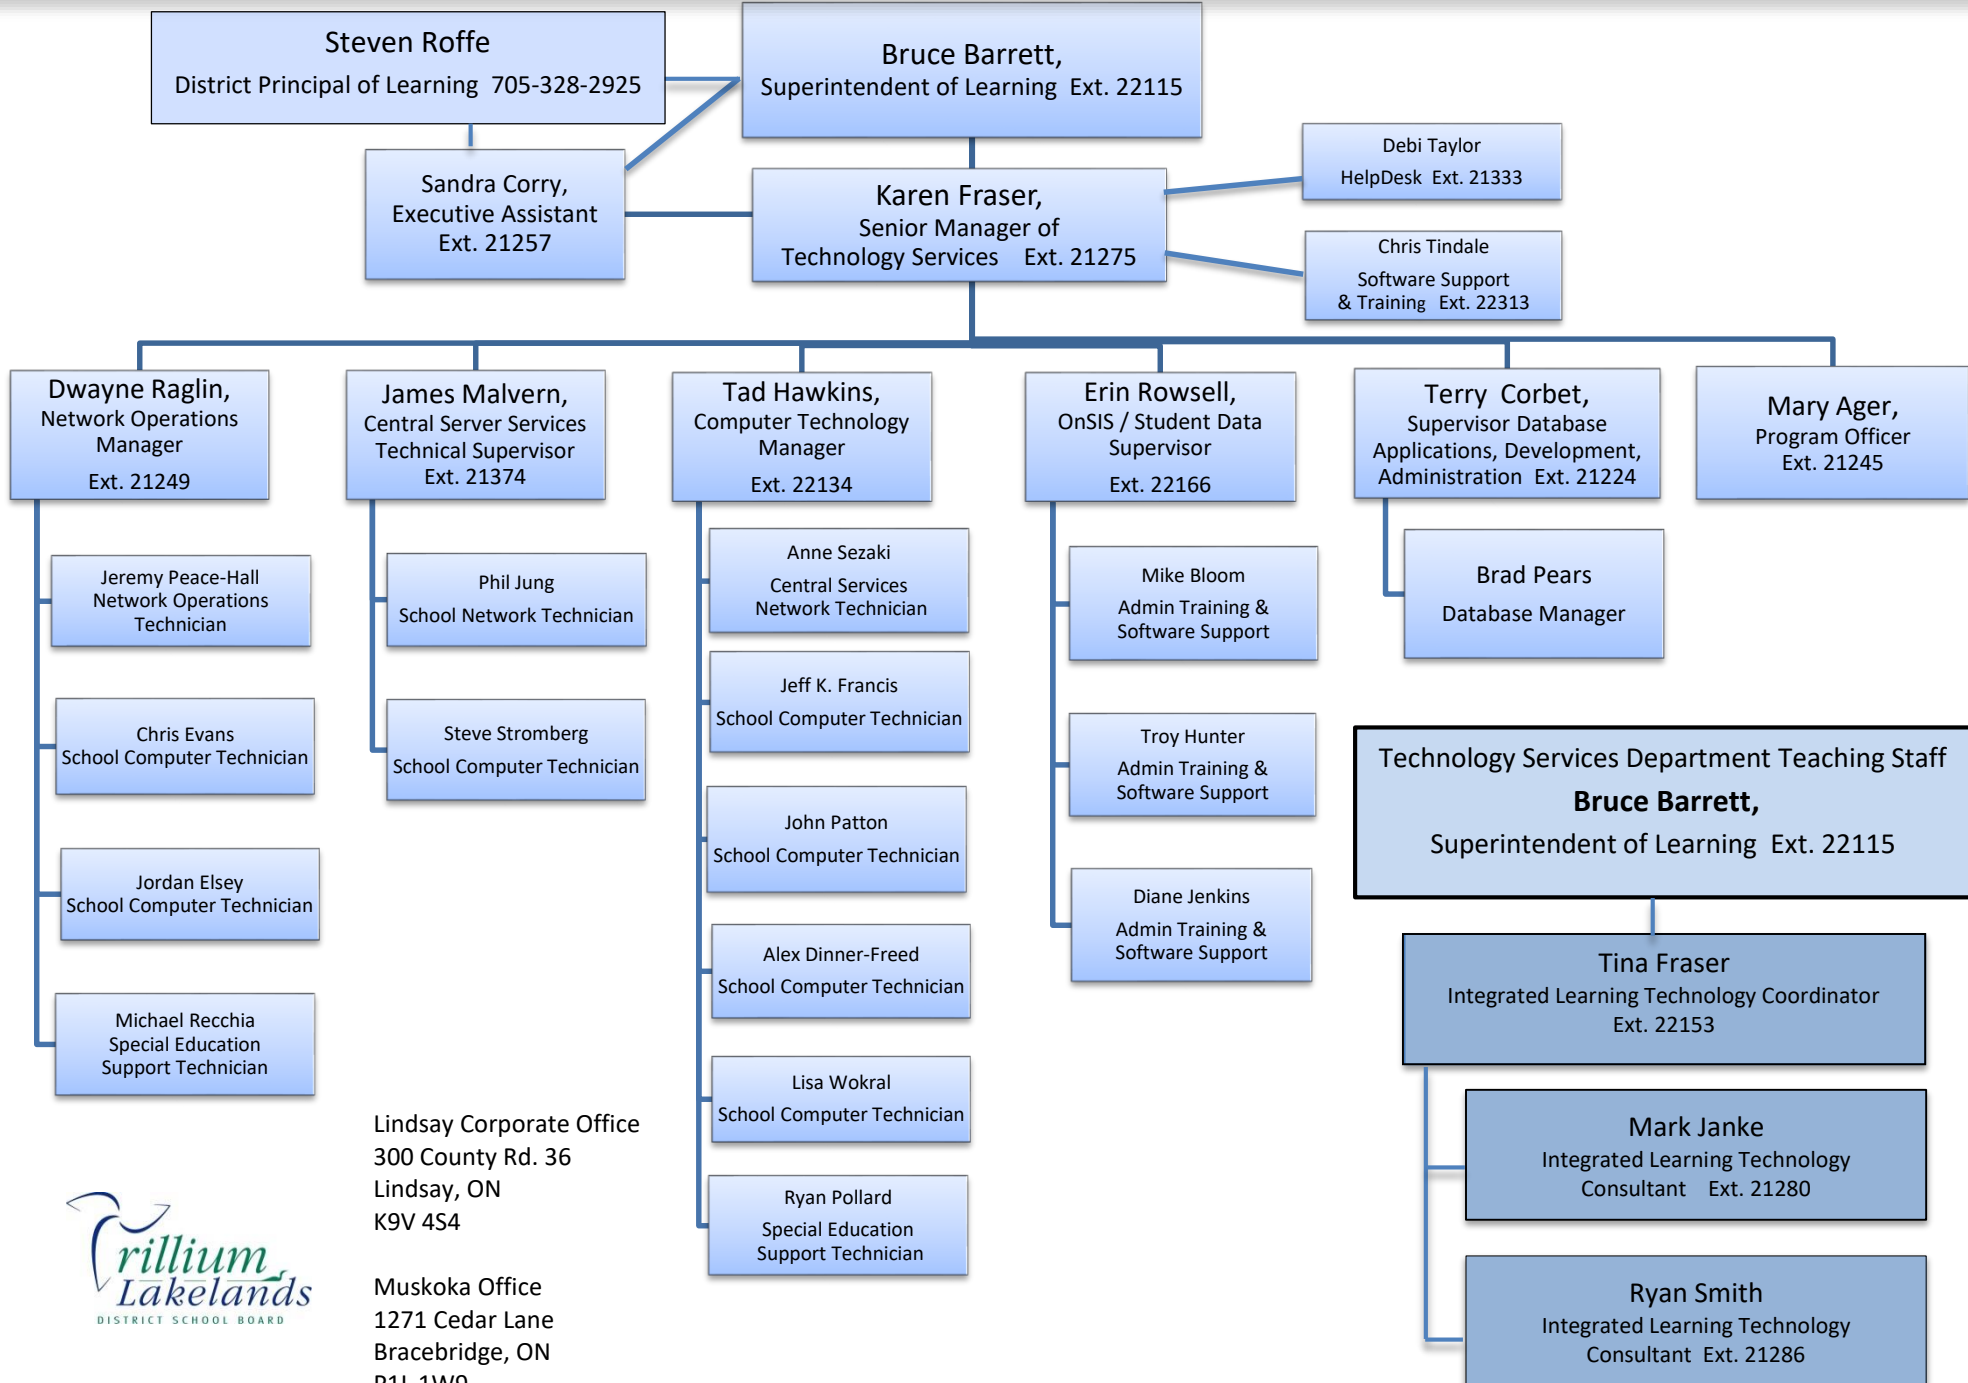 Steven Roffe
District Principal of Learning 705-328-2925
Bruce Barrett,
Superintendent of Learning Ext. 22115
Sandra Corry,
Executive Assistant
Ext. 21257
Karen Fraser,
Senior Manager of
Technology Services Ext. 21275
Debi Taylor
HelpDesk Ext. 21333
Chris Tindale
Software Support
& Training Ext. 22313
Dwayne Raglin,
Network Operations
Manager
Ext. 21249
James Malvern,
Central Server Services
Technical Supervisor
Ext. 21374
Tad Hawkins,
Computer Technology
Manager
Ext. 22134
Erin Rowsell,
OnSIS / Student Data
Supervisor
Ext. 22166
Terry Corbet,
Supervisor Database
Applications, Development,
Administration Ext. 21224
Mary Ager,
Program Officer
Ext. 21245
Jeremy Peace-Hall
Network Operations
Technician
Chris Evans
School Computer Technician
Jordan Elsey
School Computer Technician
Michael Recchia
Special Education
Support Technician
Phil Jung
School Network Technician
Steve Stromberg
School Computer Technician
Anne Sezaki
Central Services
Network Technician
Jeff K. Francis
School Computer Technician
John Patton
School Computer Technician
Alex Dinner-Freed
School Computer Technician
Lisa Wokral
School Computer Technician
Ryan Pollard
Special Education
Support Technician
Mike Bloom
Admin Training &
Software Support
Troy Hunter
Admin Training &
Software Support
Diane Jenkins
Admin Training &
Software Support
Brad Pears
Database Manager
Technology Services Department Teaching Staff
Bruce Barrett,
Superintendent of Learning Ext. 22115
Tina Fraser
Integrated Learning Technology Coordinator
Ext. 22153
Mark Janke
Integrated Learning Technology
Consultant Ext. 21280
Ryan Smith
Integrated Learning Technology
Consultant Ext. 21286
Trillium
Lakelands
DISTRICT SCHOOL BOARD
Lindsay Corporate Office
300 County Rd. 36
Lindsay, ON
K9V 4S4
Muskoka Office
1271 Cedar Lane
Bracebridge, ON